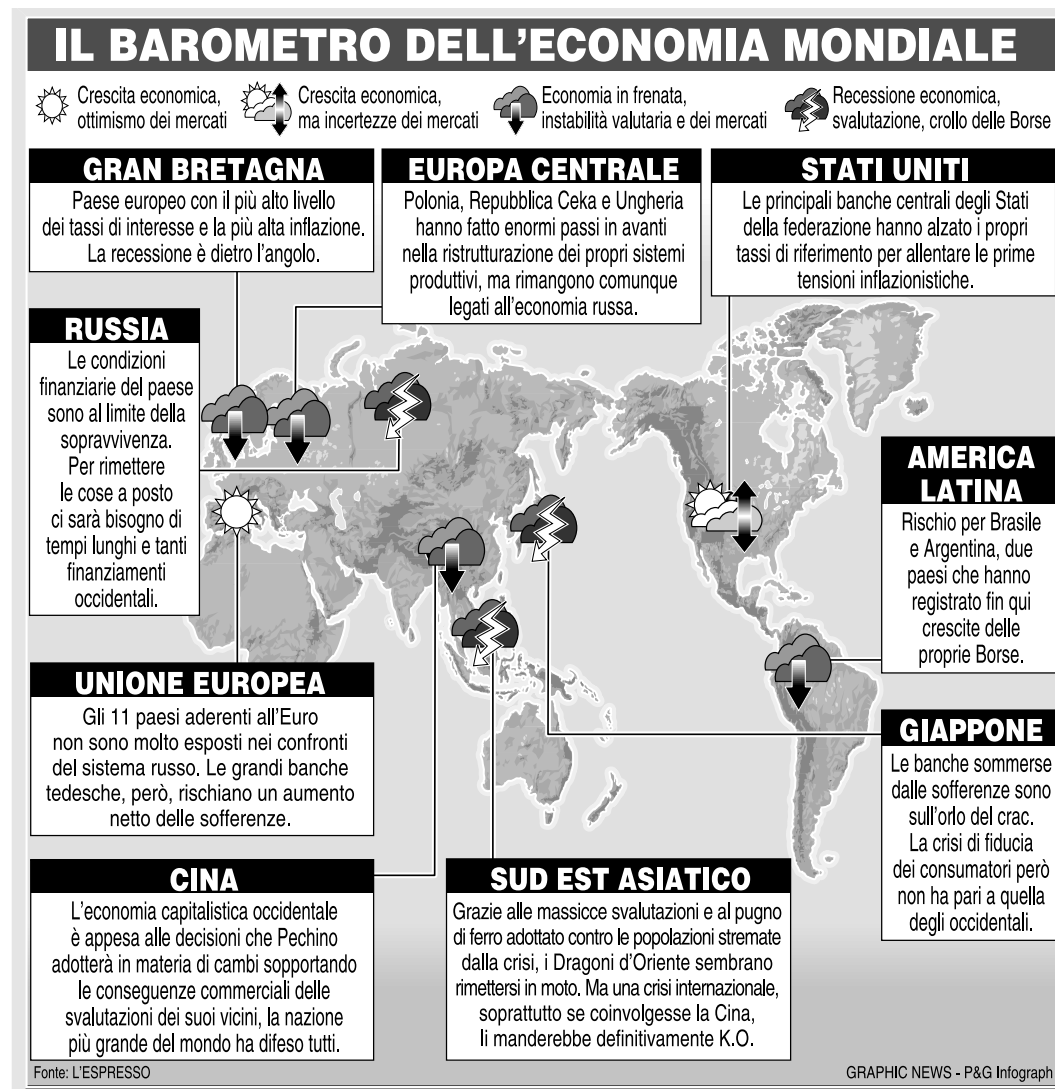 IL BAROMETRO DELL'ECONOMIA MONDIALE
Crescita economica,
ottimismo dei mercati
Crescita economica,
ma incertezze dei mercati
Economia in frenata,
instabilità valutaria e dei mercati
Recessione economica,
svalutazione, crollo delle Borse
GRAN BRETAGNA
Paese europeo con il più alto livello
dei tassi di interesse e la più alta inflazione.
La recessione è dietro l'angolo.
EUROPA CENTRALE
Polonia, Repubblica Ceka e Ungheria
hanno fatto enormi passi in avanti
nella ristrutturazione dei propri sistemi
produttivi, ma rimangono comunque
legati all'economia russa.
STATI UNITI
Le principali banche centrali degli Stati
della federazione hanno alzato i propri
tassi di riferimento per allentare le prime
tensioni inflazionistiche.
RUSSIA
Le condizioni
finanziarie del paese
sono al limite della
sopravvivenza.
Per rimettere
le cose a posto
ci sarà bisogno di
tempi lunghi e tanti
finanziamenti
occidentali.
AMERICA
LATINA
Rischio per Brasile
e Argentina, due
paesi che hanno
registrato fin qui
crescite delle
proprie Borse.
UNIONE EUROPEA
Gli 11 paesi aderenti all'Euro
non sono molto esposti nei confronti
del sistema russo. Le grandi banche
tedesche, però, rischiano un aumento
netto delle sofferenze.
GIAPPONE
Le banche sommerse
dalle sofferenze sono
sull'orlo del crac.
La crisi di fiducia
dei consumatori però
non ha pari a quella
degli occidentali.
CINA
L'economia capitalistica occidentale
è appesa alle decisioni che Pechino
adotterà in materia di cambi sopportando
le conseguenze commerciali delle
svalutazioni dei suoi vicini, la nazione
più grande del mondo ha difeso tutti.
SUD EST ASIATICO
Grazie alle massicce svalutazioni e al pugno
di ferro adottato contro le popolazioni stremate
dalla crisi, i Dragoni d'Oriente sembrano
rimettersi in moto. Ma una crisi internazionale,
soprattutto se coinvolgesse la Cina,
li manderebbe definitivamente K.O.
Fonte: L'ESPRESSO
GRAPHIC NEWS - P&G Infograph